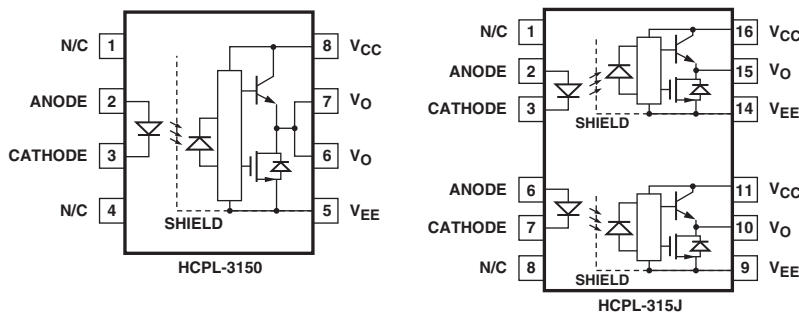 N/C 1
ANODE 2
CATHODE 3
N/C 4
8 VCC
7 VO
6 VO
5 VEE
SHIELD
HCPL-3150
N/C 1
ANODE 2
CATHODE 3
16 VCC
15 VO
14 VEE
SHIELD
ANODE 6
CATHODE 7
N/C 8
11 VCC
10 VO
9 VEE
SHIELD
HCPL-315J